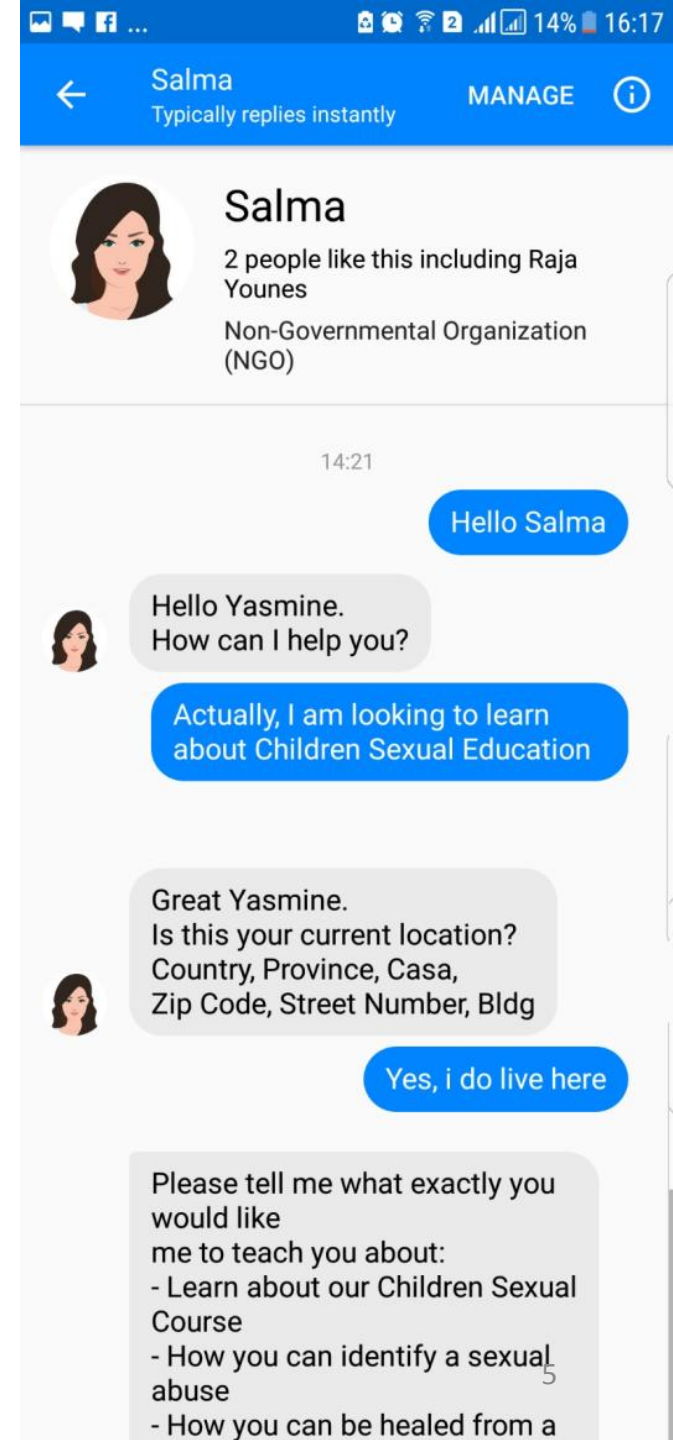 ... 2 14% 16:17
Salma
Typically replies instantly
MANAGE
Salma
2 people like this including Raja
Younes
Non-Governmental Organization
(NGO)
14:21
Hello Salma
Hello Yasmine.
How can I help you?
Actually, I am looking to learn
about Children Sexual Education
Great Yasmine.
Is this your current location?
Country, Province, Casa,
Zip Code, Street Number, Bldg
Yes, i do live here
Please tell me what exactly you
would like
me to teach you about:
- Learn about our Children Sexual
Course
- How you can identify a sexual
abuse
- How you can be healed from a
5